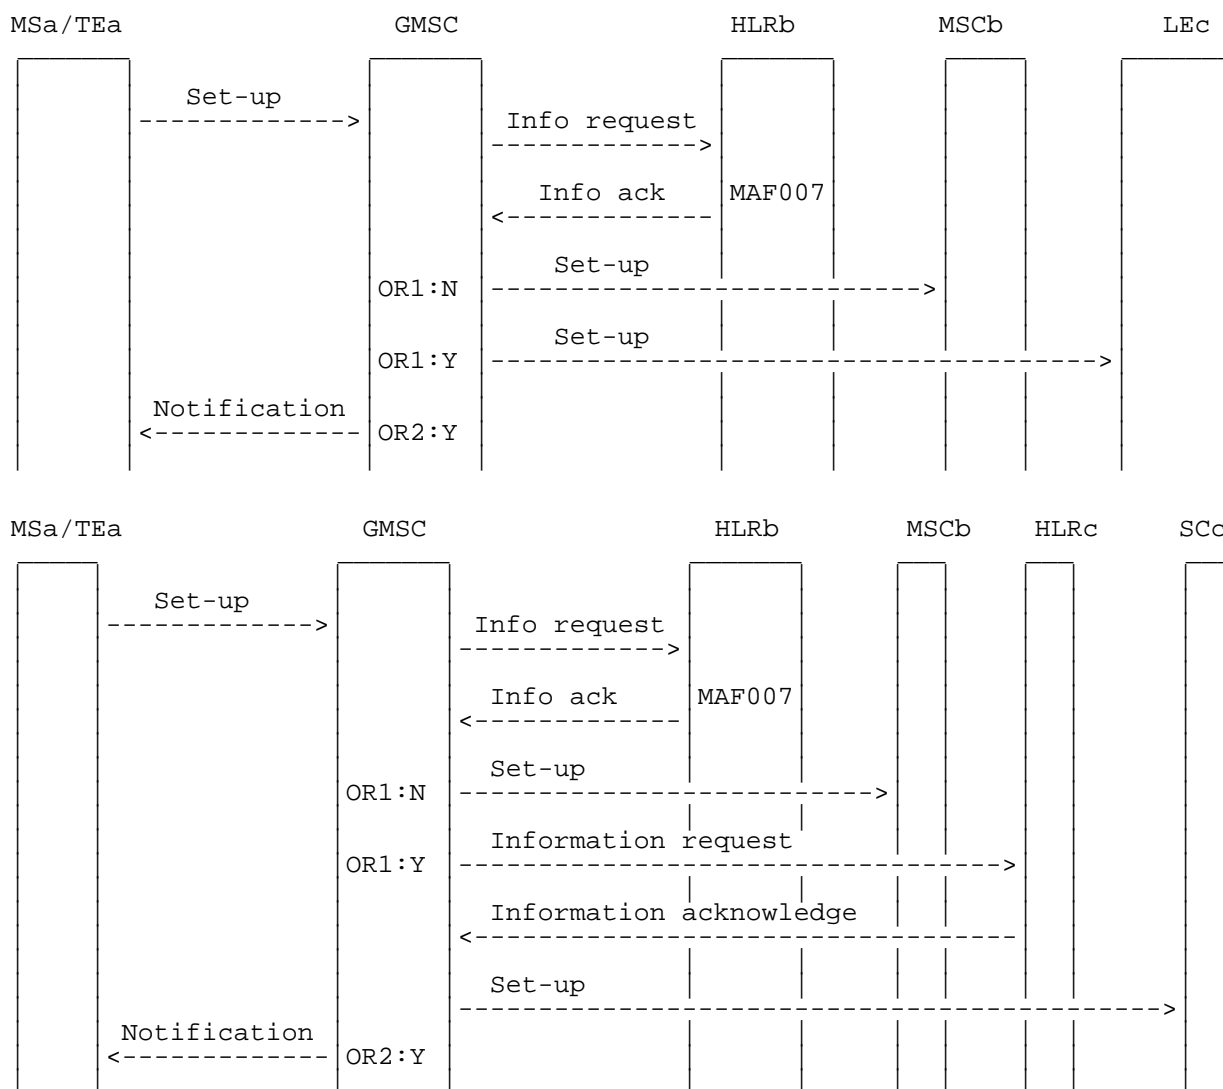 MSa/TEa GMSC HLRb MSCb LEc
Set-up
Info request
Info ack MAF007
Set-up
OR1:N
Set-up
OR1:Y
Notification
OR2:Y
MSa/TEa GMSC HLRb MSCb HLRc
Set-up
Info request
Info ack MAF007
Set-up
OR1:N
Information request
OR1:Y
Information acknowledge
Set-up
Notification
OR2:Y